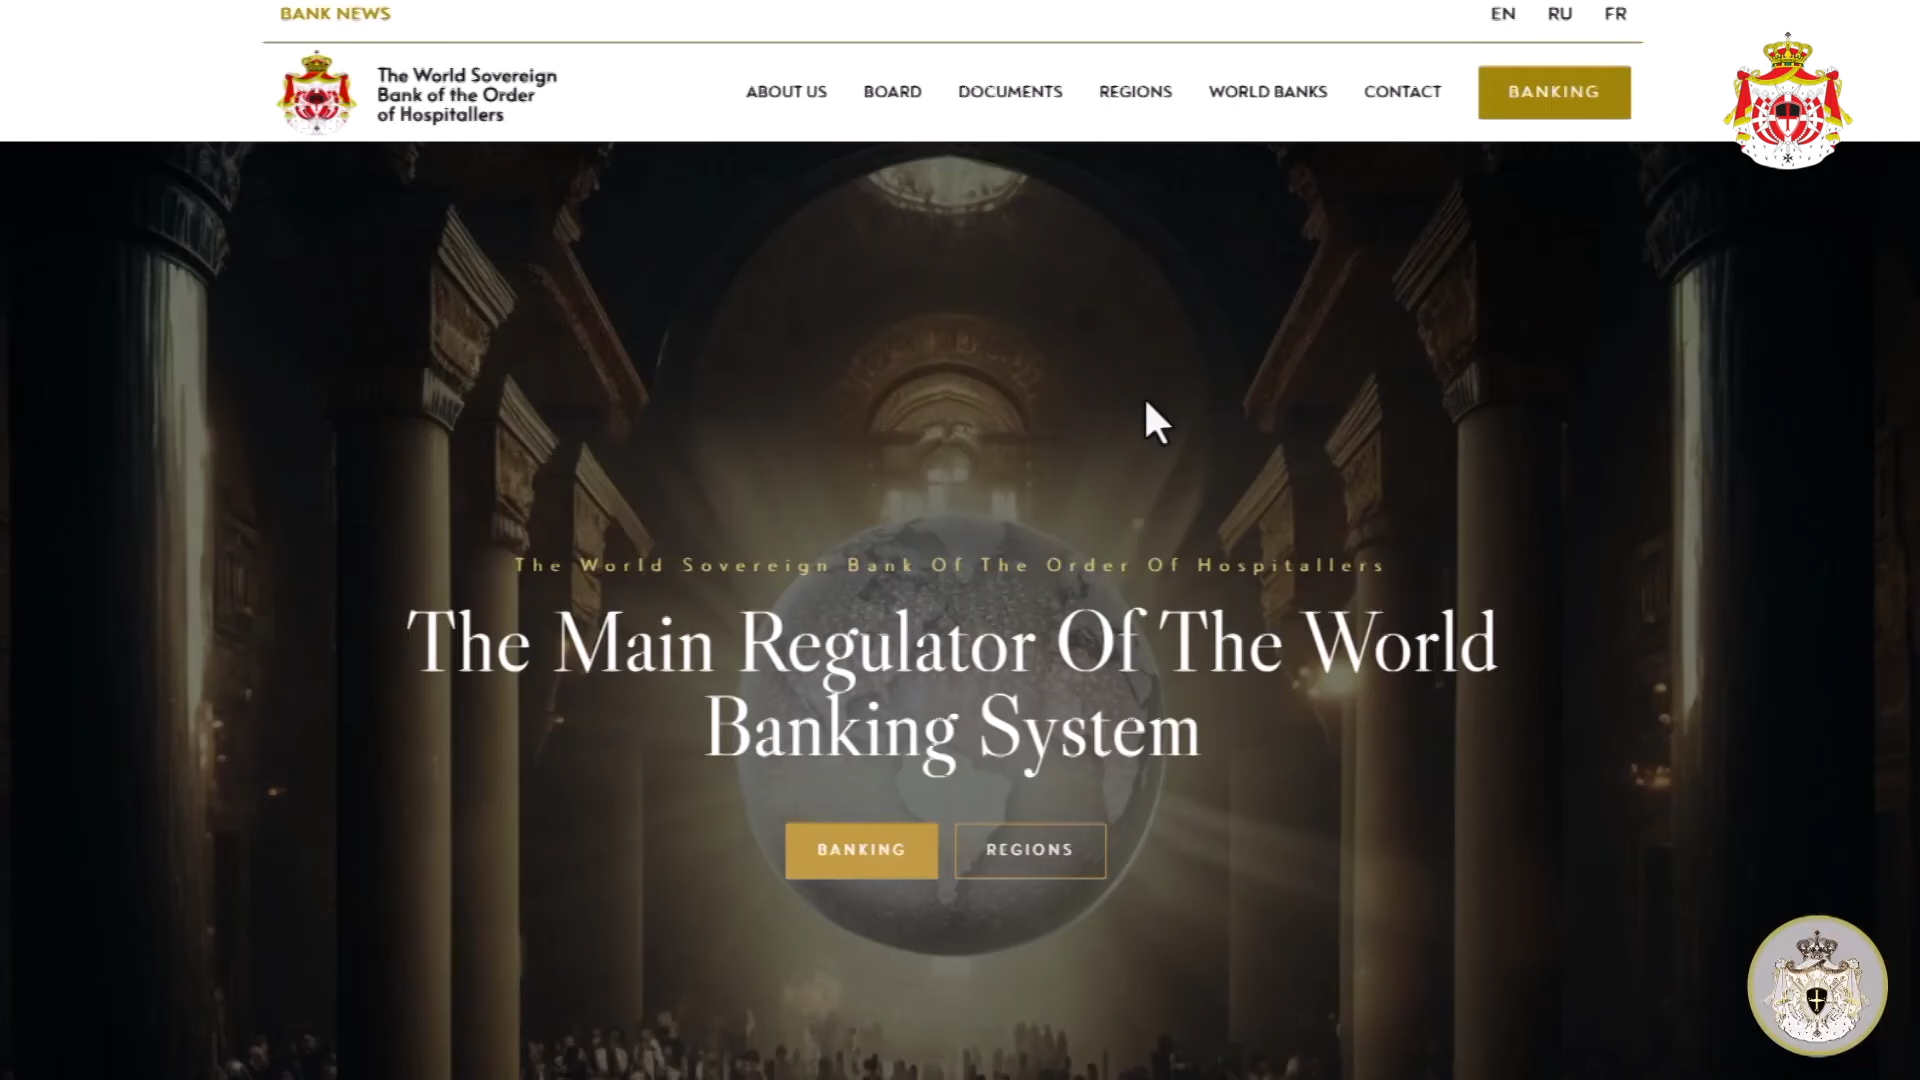 BANK NEWS
EN RU FR
The World Sovereign
Bank of the Order
of Hospitallers
ABOUT US BOARD DOCUMENTS REGIONS WORLD BANKS CONTACT BANKING
The World Sovereign Bank Of The Order Of Hospitallers
The Main Regulator Of The World
Banking System
BANKING REGIONS